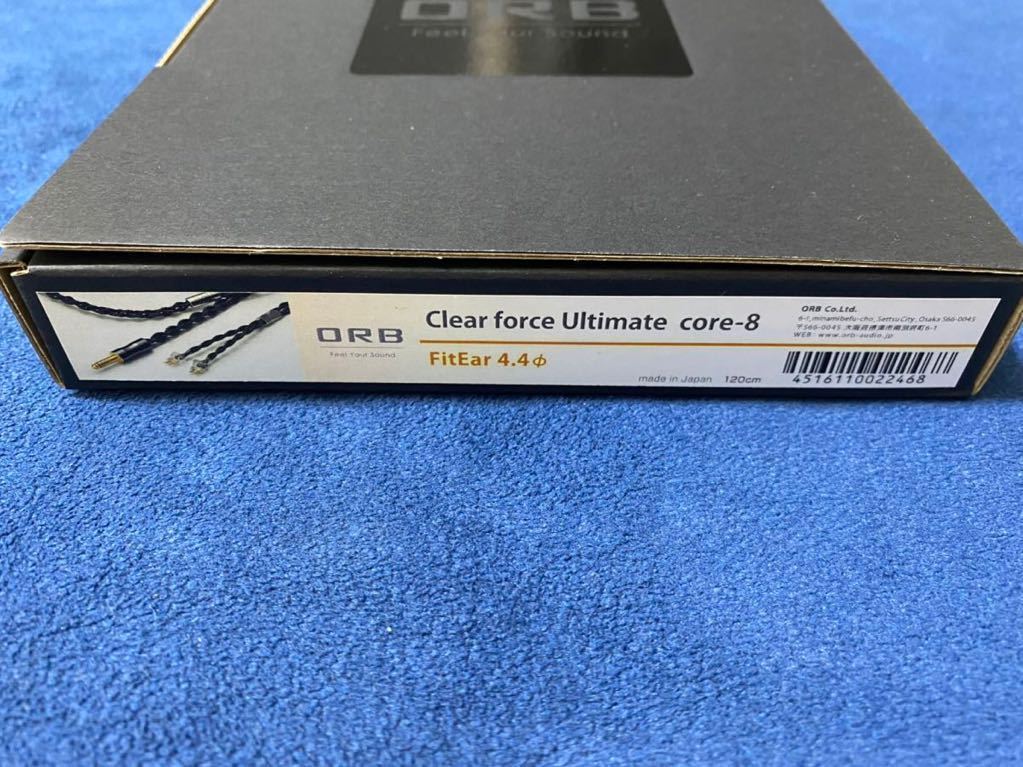 ORB
Feel Your Sound
ORB
Feel Your Sound
Clear force Ultimate core-8
FitEar 4.4ϕ
made in Japan 120cm
ORB Co.Ltd.
6-1,minamibefu-cho, Settsu City, Osaka 566-0045
〒566-0045 大阪府摂津市南別府町6-1
WEB : www.orb-audio.jp
4516110022468